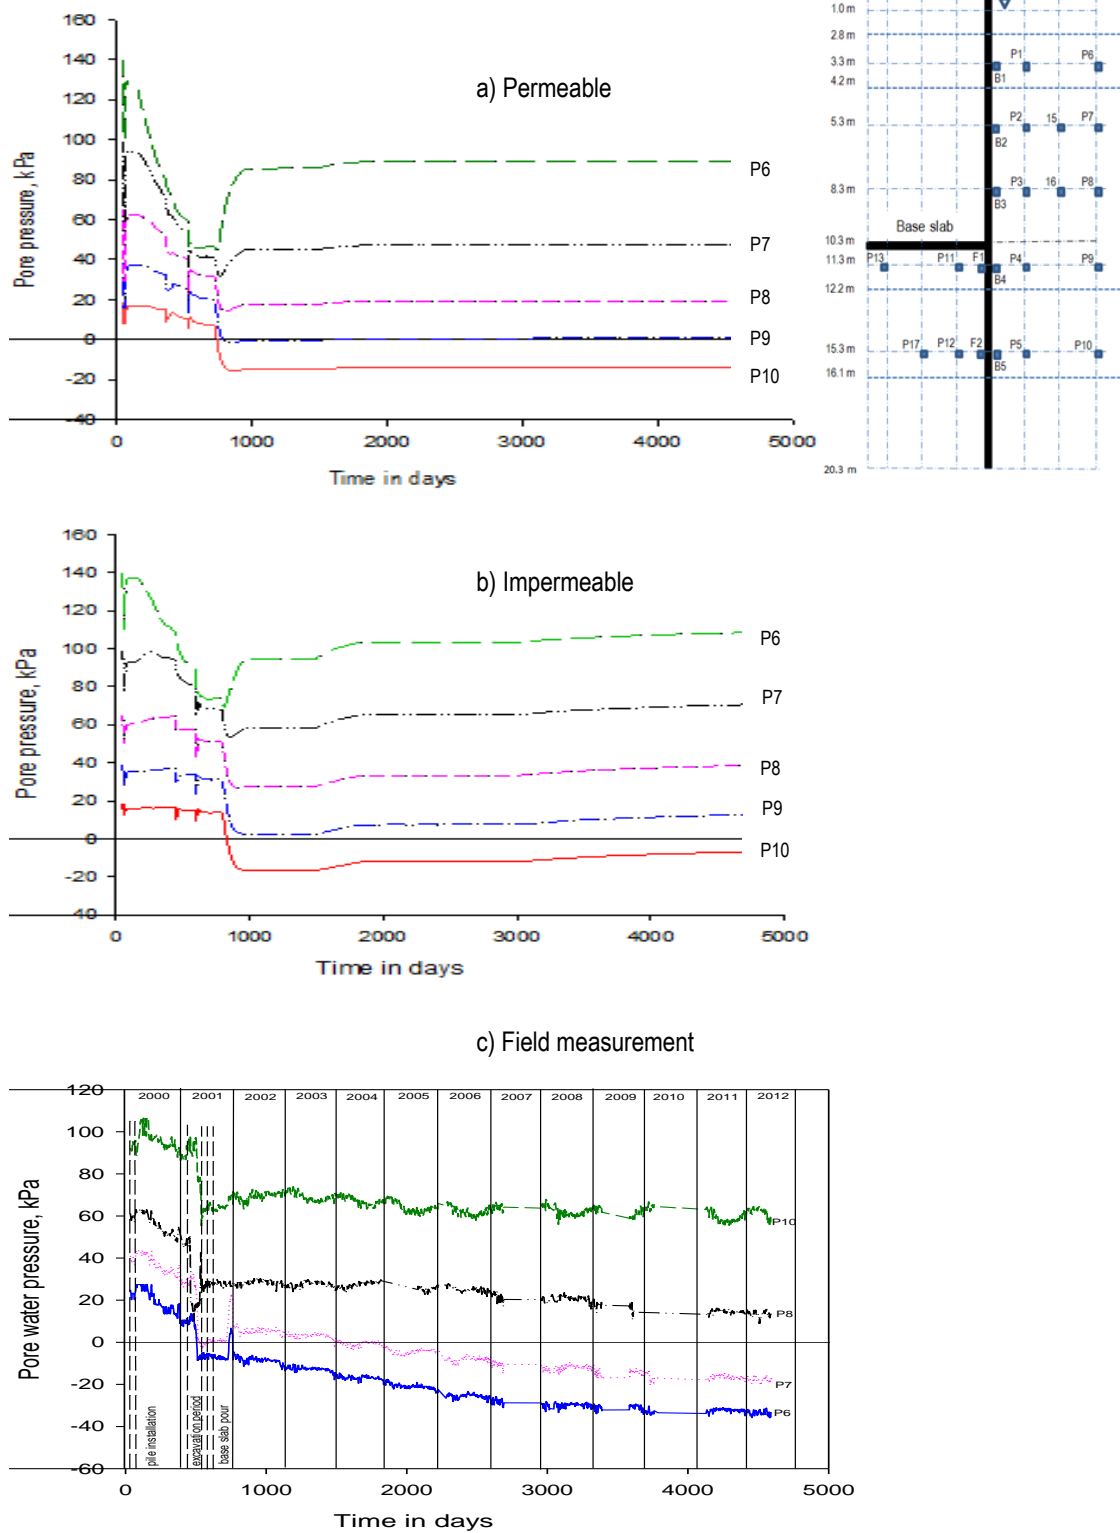 160
140
120
100
80
60
40
20
0
-20
-40
Pore pressure, kPa
a) Permeable
P6
P7
P8
P9
P10
0 1000 2000 3000 4000 5000
Time in days
1.0 m
2.8 m
3.3 m
4.2 m
5.3 m
8.3 m
10.3 m
11.3 m
12.2 m
15.3 m
16.1 m
20.3 m
P1 P6
B1
P2 15 P7
B2
P3 16 P8
B3
Base slab
P13 P11 F1 P4 P9
B4
P17 P12 F2 P5 P10
B5
160
140
120
100
80
60
40
20
0
-20
40
Pore pressure, kPa
b) Impermeable
P6
P7
P8
P9
P10
0 1000 2000 3000 4000 5000
Time in days
c) Field measurement
120
100
80
60
40
20
0
-20
-40
-60
Pore water pressure, kPa
2000 2001 2002 2003 2004 2005 2006 2007 2008 2009 2010 2011 2012
P10
P8
P7
P6
pile installation
excavation period
base slab pour
0 1000 2000 3000 4000 5000
Time in days